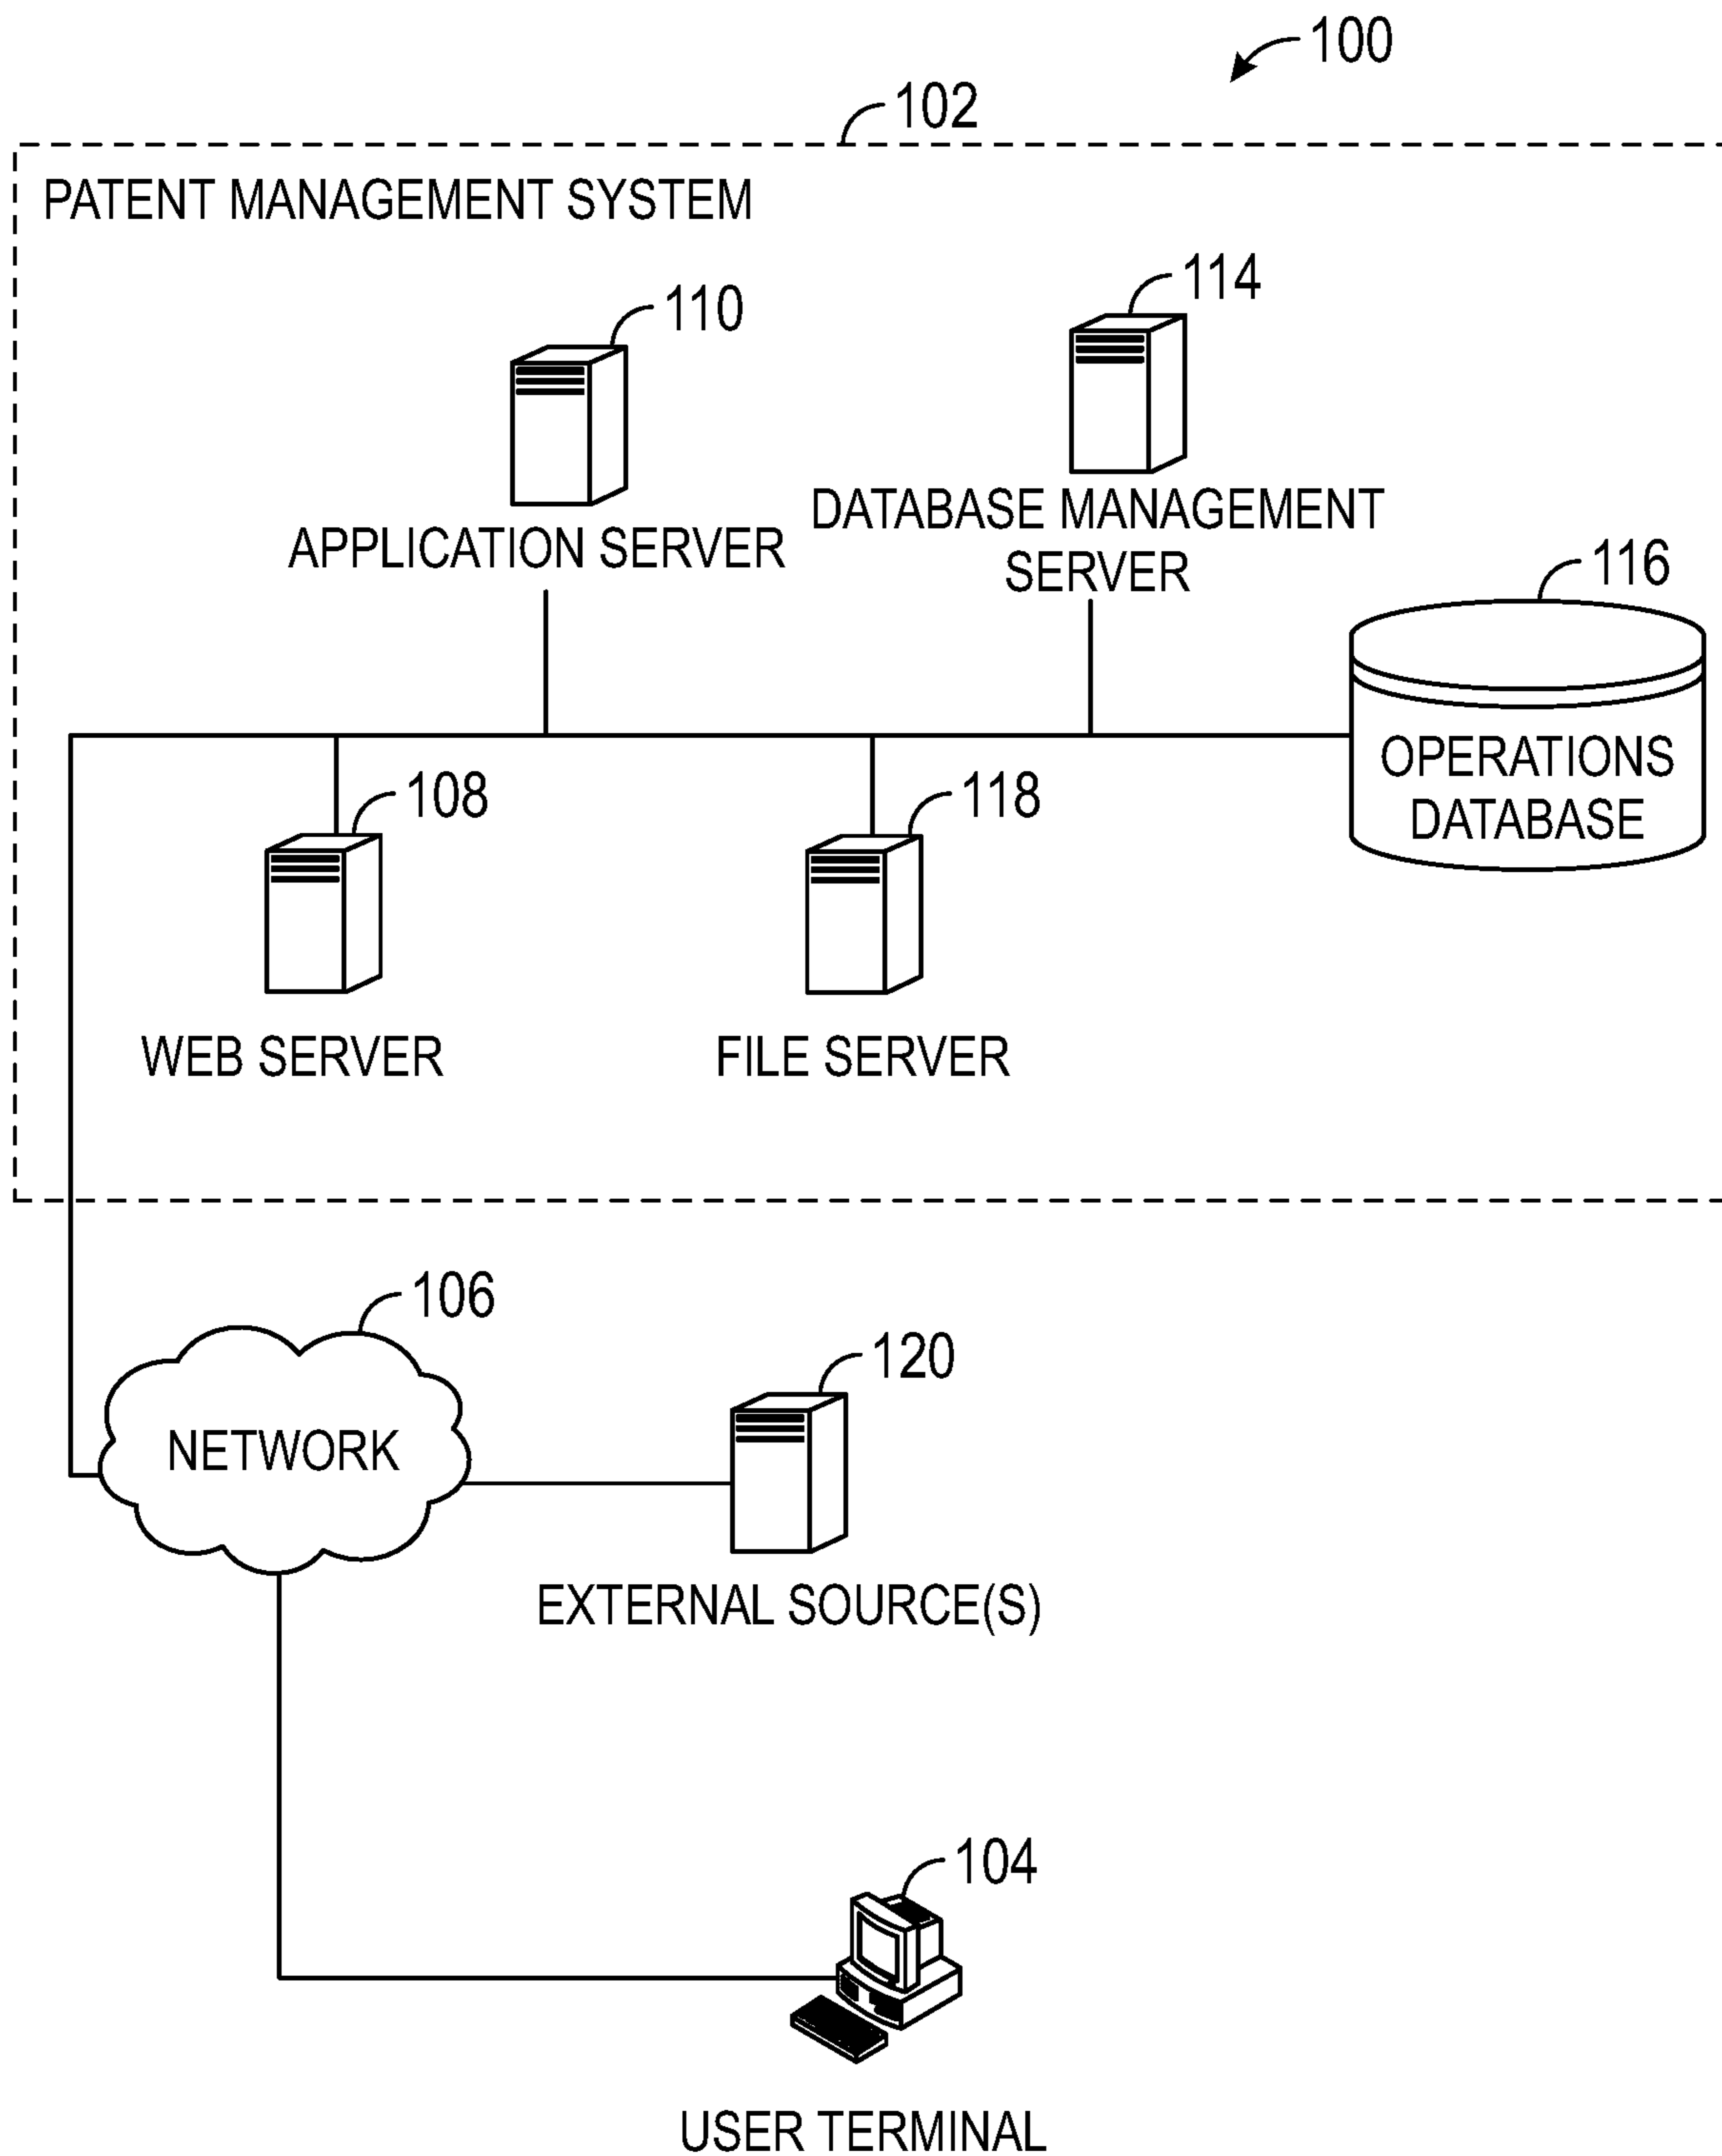 100
102
PATENT MANAGEMENT SYSTEM
110
114
APPLICATION SERVER
DATABASE MANAGEMENT
SERVER
116
OPERATIONS
DATABASE
108
118
WEB SERVER
FILE SERVER
106
NETWORK
120
EXTERNAL SOURCE(S)
104
USER TERMINAL